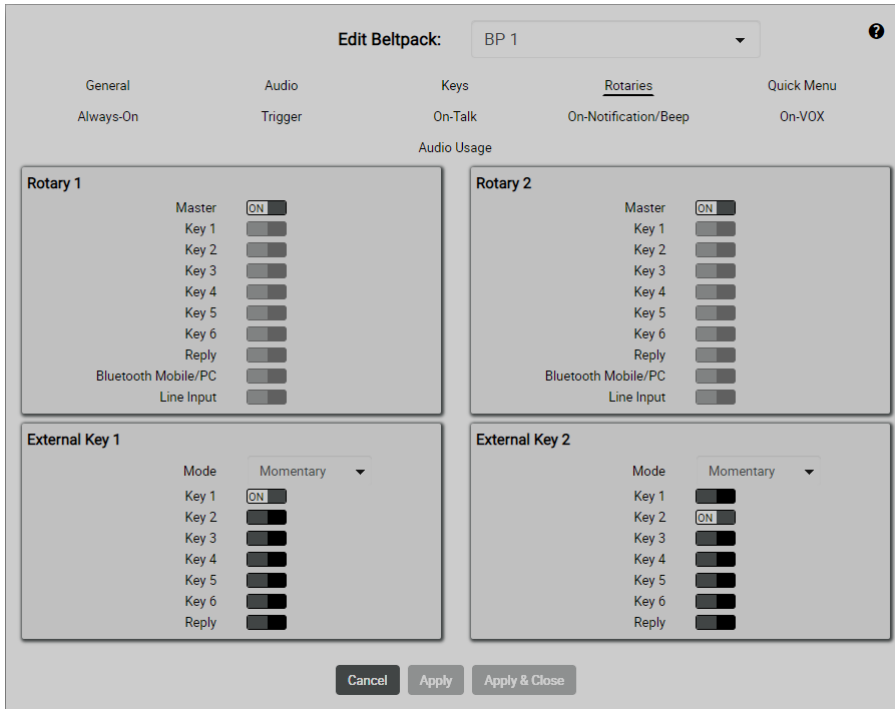 Edit Beltpack: BP 1 ?
General Audio Keys Rotaries Quick Menu
Always-On Trigger On-Talk On-Notification/Beep On-VOX
Audio Usage
Rotary 1
Master ON
Key 1
Key 2
Key 3
Key 4
Key 5
Key 6
Reply
Bluetooth Mobile/PC
Line Input
Rotary 2
Master ON
Key 1
Key 2
Key 3
Key 4
Key 5
Key 6
Reply
Bluetooth Mobile/PC
Line Input
External Key 1
Mode Momentary
Key 1 ON
Key 2
Key 3
Key 4
Key 5
Key 6
Reply
External Key 2
Mode Momentary
Key 1
Key 2 ON
Key 3
Key 4
Key 5
Key 6
Reply
Cancel Apply Apply & Close